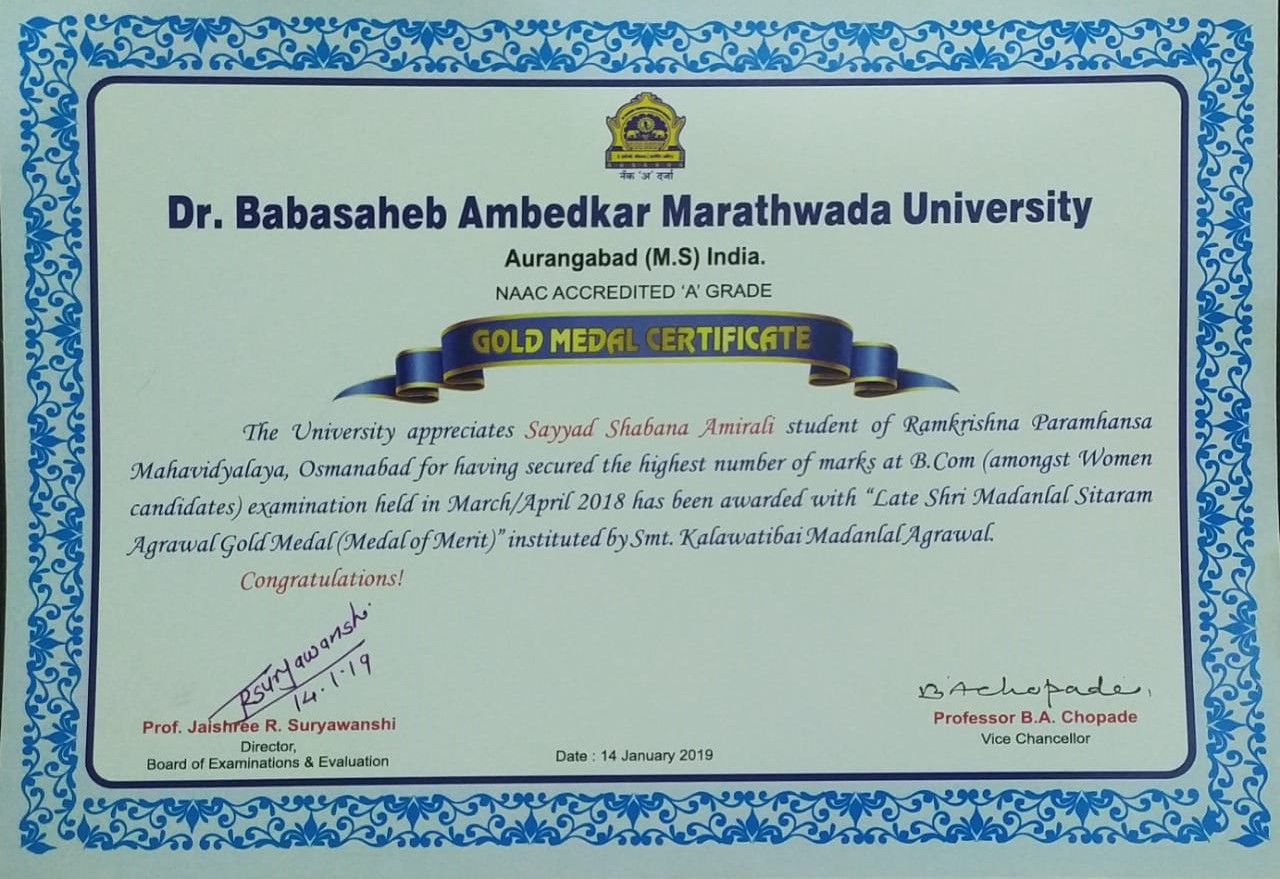 नॅक 'अ' दर्जा
Dr. Babasaheb Ambedkar Marathwada University
Aurangabad (M.S) India.
NAAC ACCREDITED 'A' GRADE
GOLD MEDAL CERTIFICATE
The University appreciates Sayyad Shabana Amirali student of Ramkrishna Paramhansa
Mahavidyalaya, Osmanabad for having secured the highest number of marks at B.Com (amongst Women
candidates) examination held in March/April 2018 has been awarded with “Late Shri Madanlal Sitaram
Agrawal Gold Medal (Medal of Merit)” instituted by Smt. Kalawatibai Madanlal Agrawal.
Congratulations!
RSuryawanshi
14.1.19
Prof. Jaishree R. Suryawanshi
Director,
Board of Examinations & Evaluation
Date : 14 January 2019
BAChopade
Professor B.A. Chopade
Vice Chancellor